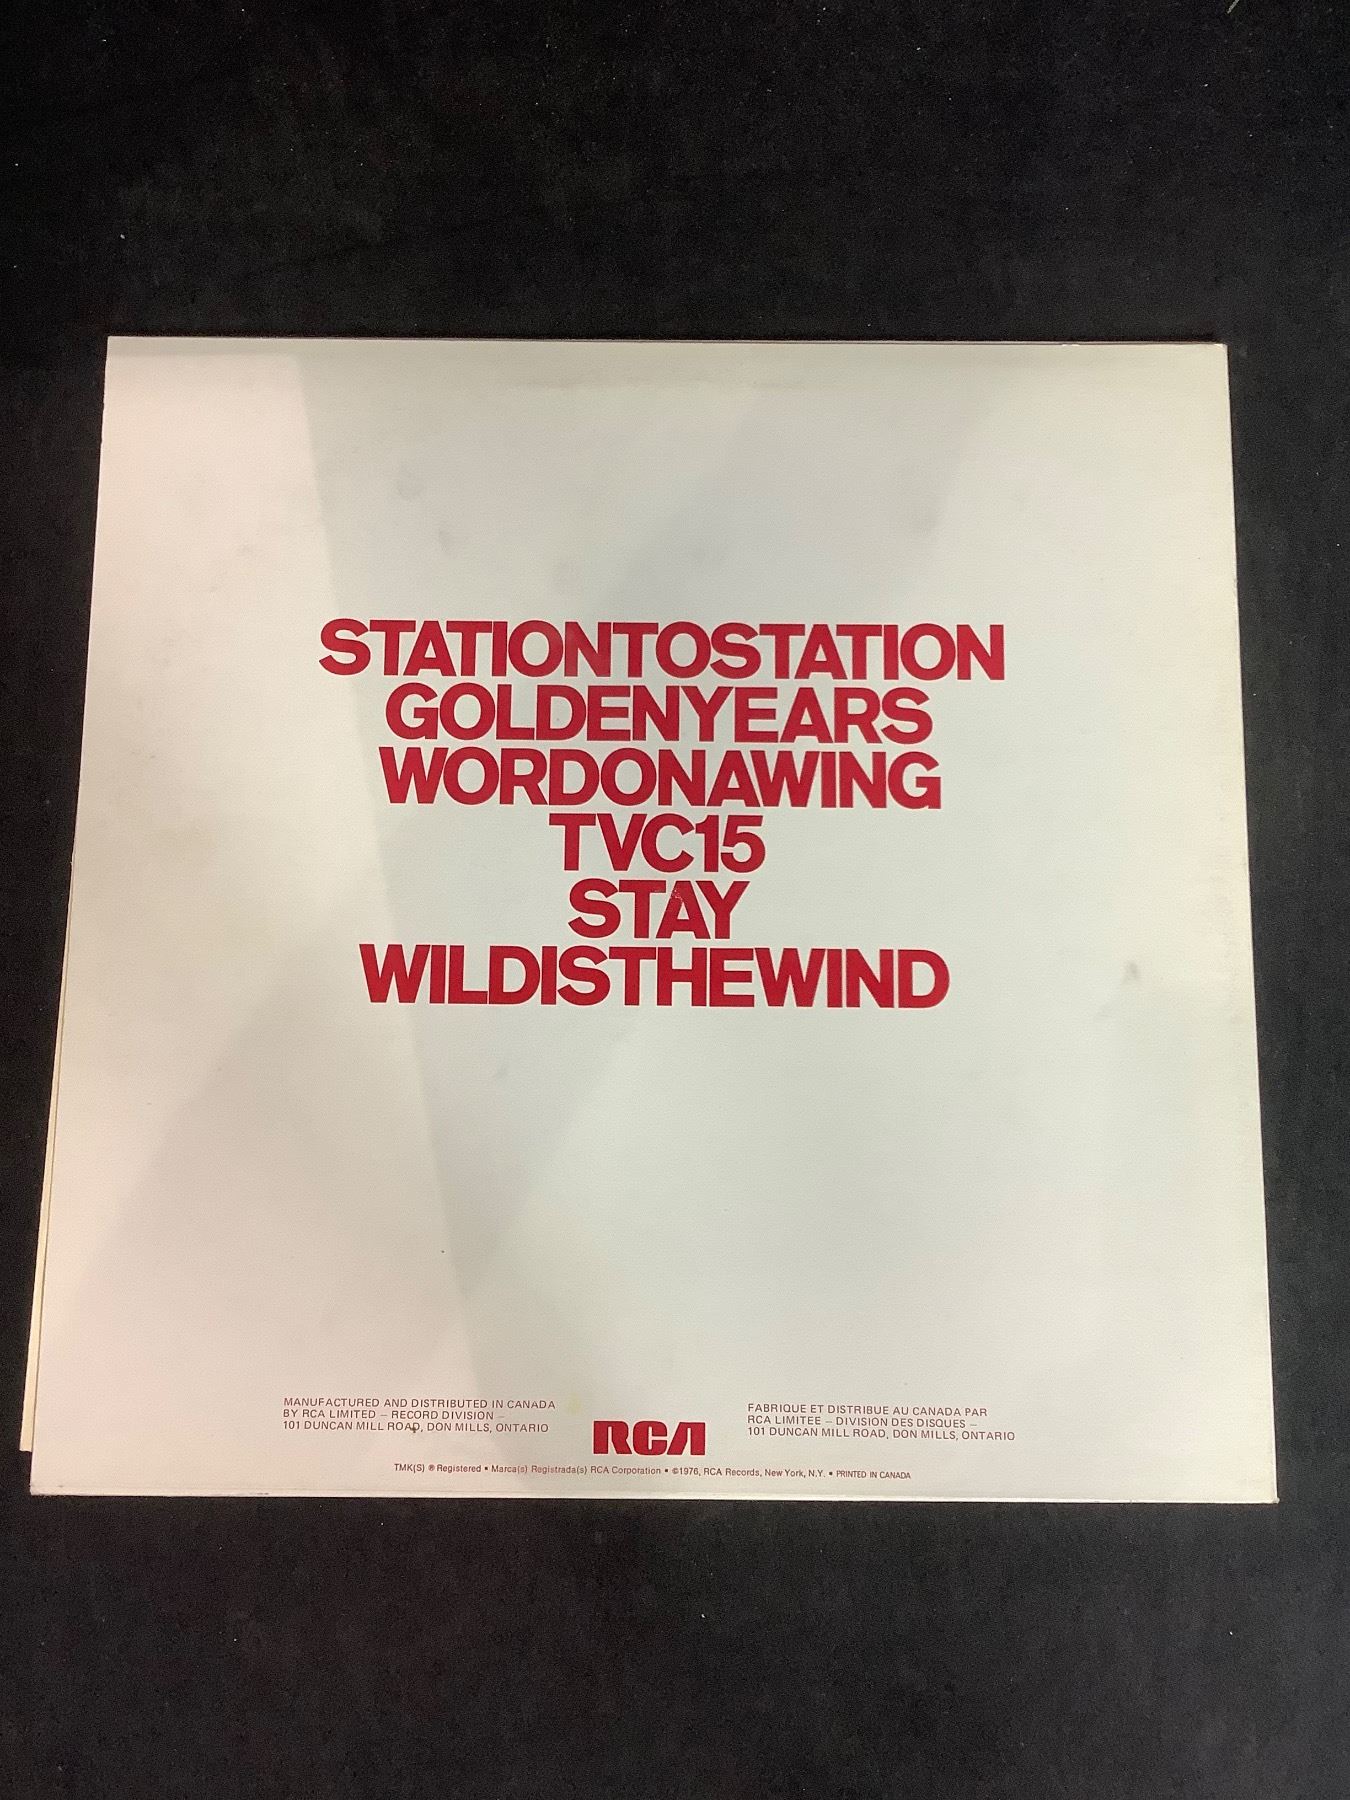 STATIONTOSTATION
GOLDENYEARS
WORDONAWING
TVC15
STAY
WILDISTHEWIND
MANUFACTURED AND DISTRIBUTED IN CANADA
BY RCA LIMITED – RECORD DIVISION –
101 DUNCAN MILL ROAD, DON MILLS, ONTARIO
RCA
FABRIQUE ET DISTRIBUE AU CANADA PAR
RCA LIMITEE – DIVISION DES DISQUES –
101 DUNCAN MILL ROAD, DON MILLS, ONTARIO
TMK(S) ® Registered • Marca(s) Registrada(s) RCA Corporation • ©1976, RCA Records, New York, N.Y. • PRINTED IN CANADA